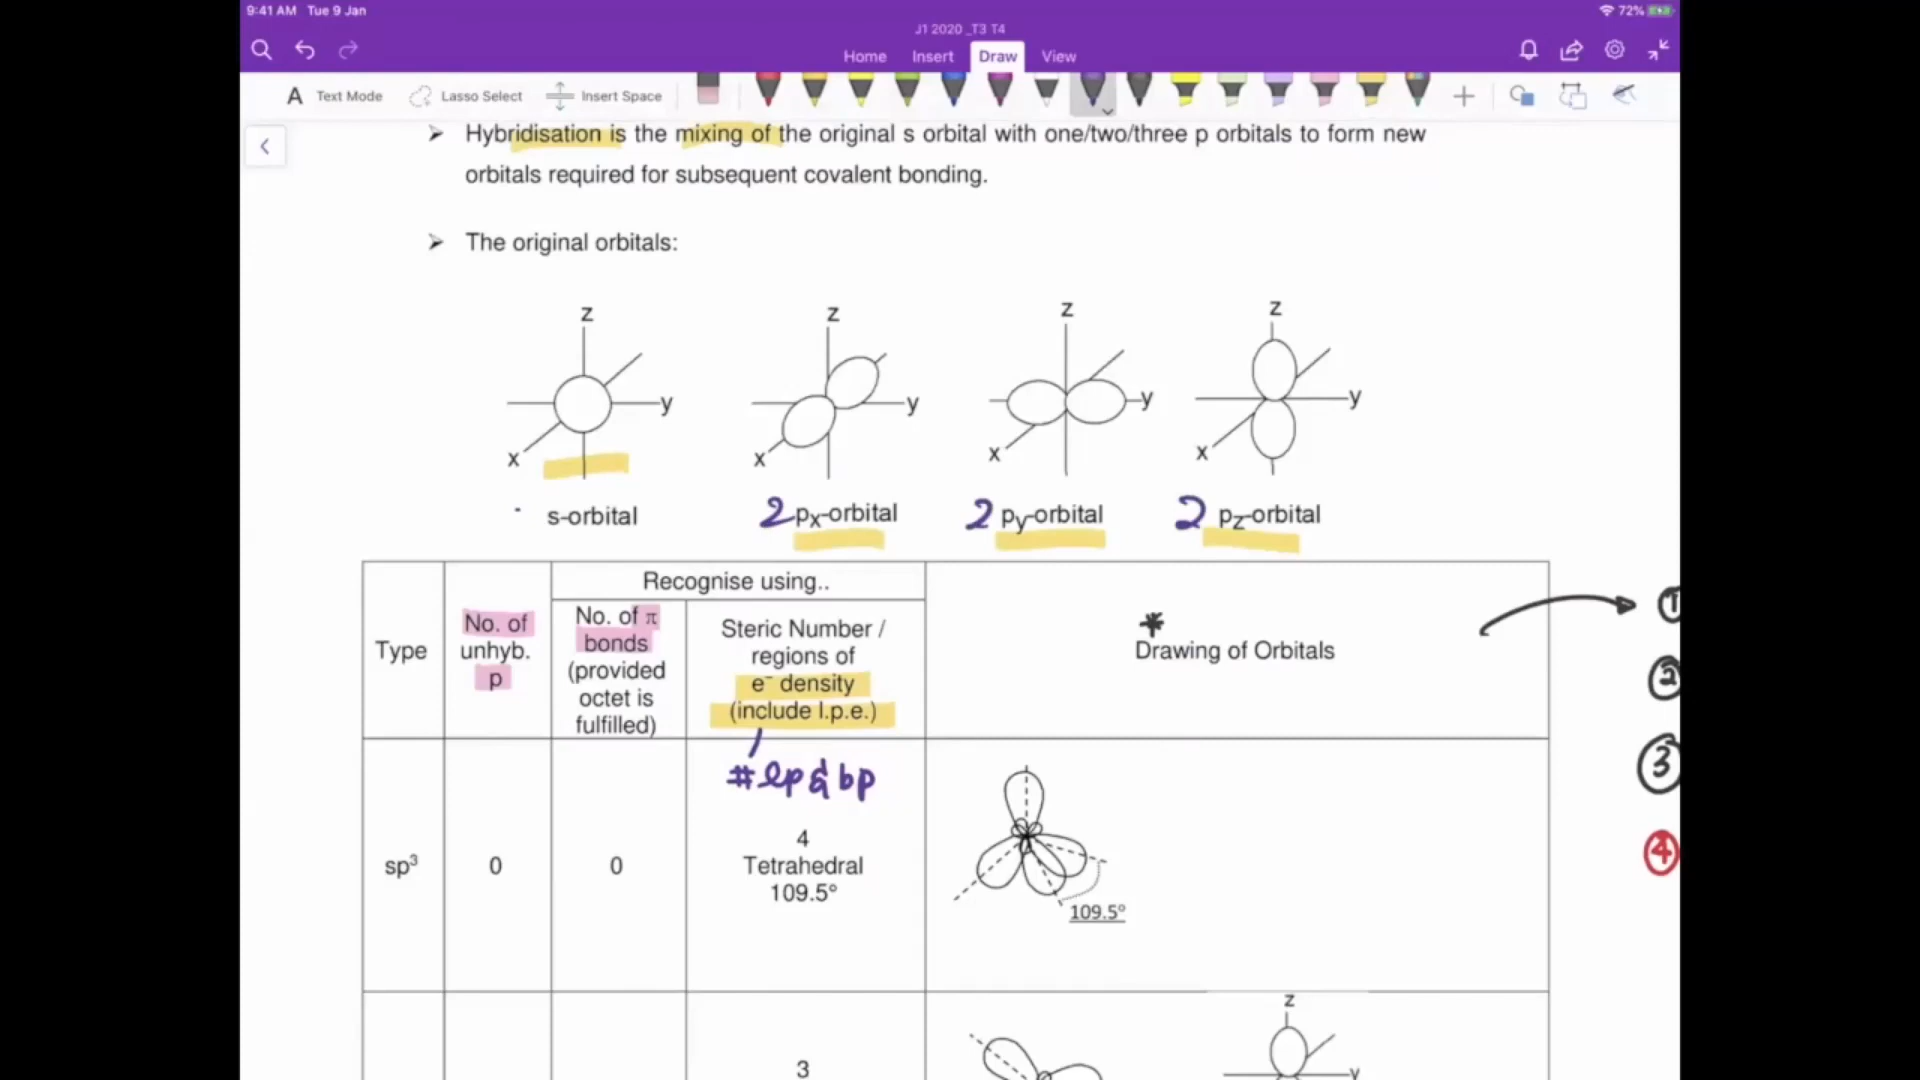 9:41 AM Tue 9 Jan
72%
J1 2020 _T3 T4
Home Insert Draw View
A Text Mode Lasso Select Insert Space
➤ Hybridisation is the mixing of the original s orbital with one/two/three p orbitals to form new
orbitals required for subsequent covalent bonding.
➤ The original orbitals:
z z z z
y y y y
x x x x
s-orbital 2 px-orbital 2 py-orbital 2 pz-orbital
Recognise using..
Type
No. of
unhyb.
p
No. of π
bonds
(provided
octet is
fulfilled)
Steric Number /
regions of
e⁻ density
(include l.p.e.)
*
Drawing of Orbitals
①
②
③
④
# lp & bp
sp³
0
0
4
Tetrahedral
109.5°
109.5°
3
z
y